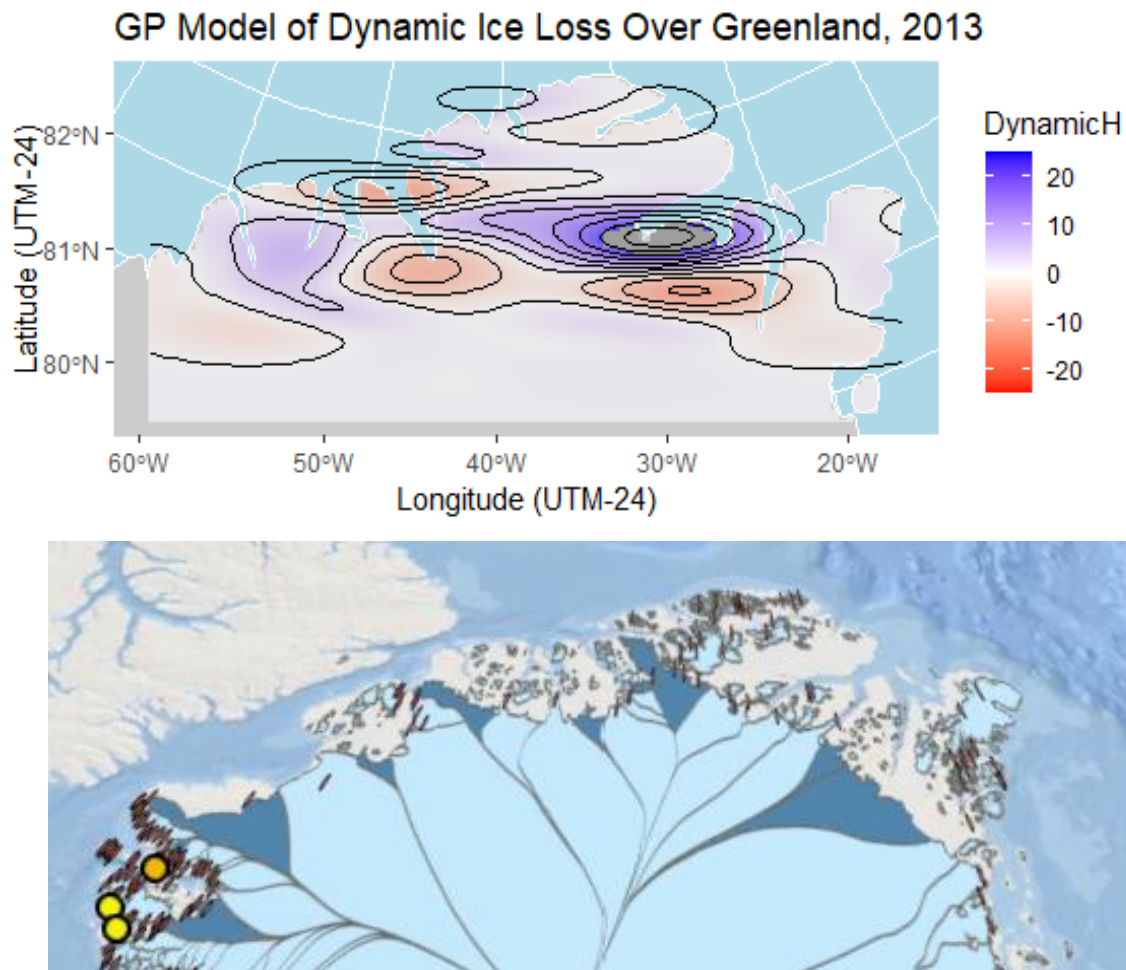 GP Model of Dynamic Ice Loss Over Greenland, 2013
Latitude (UTM-24)
82°N
81°N
80°N
60°W 50°W 40°W 30°W 20°W
Longitude (UTM-24)
DynamicH
20
10
0
-10
-20